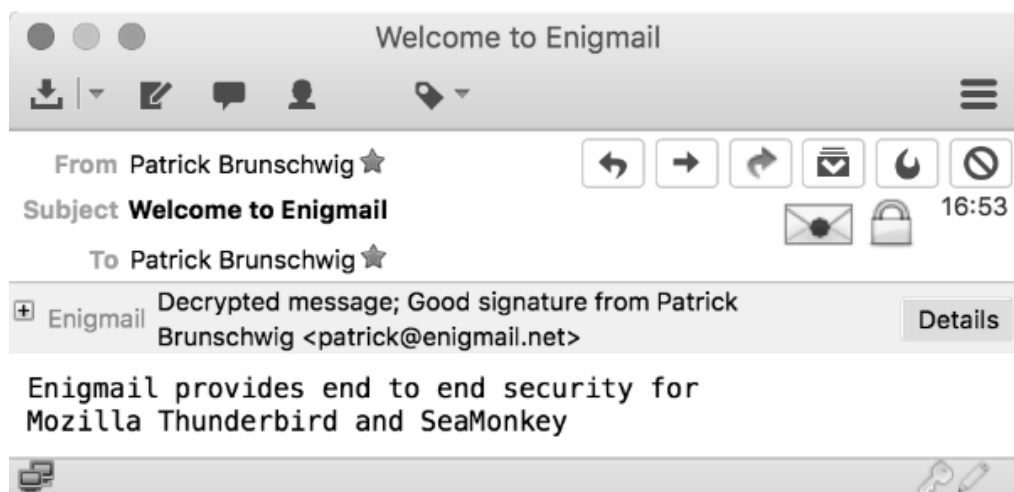 Welcome to Enigmail
From Patrick Brunschwig
Subject Welcome to Enigmail
16:53
To Patrick Brunschwig
Enigmail Decrypted message; Good signature from Patrick
Brunschwig <patrick@enigmail.net>
Details
Enigmail provides end to end security for
Mozilla Thunderbird and SeaMonkey